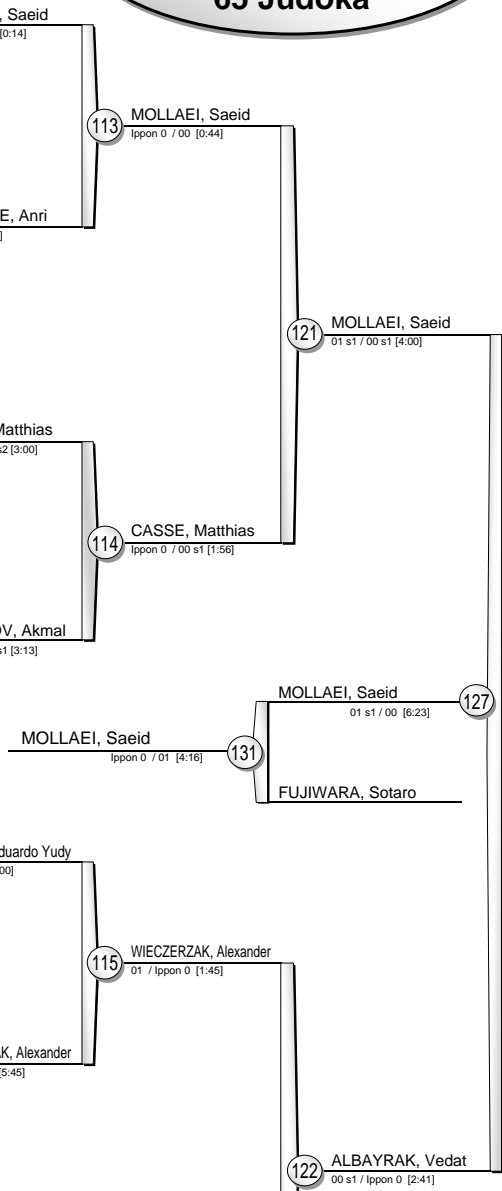 65 Judoka
, Saeid
[0:14]
113
MOLLAEI, Saeid
Ippon 0 / 00 [0:44]
E, Anri
]
121
MOLLAEI, Saeid
01 s1 / 00 s1 [4:00]
Matthias
s2 [3:00]
114
CASSE, Matthias
Ippon 0 / 00 s1 [1:56]
OV, Akmal
s1 [3:13]
MOLLAEI, Saeid
01 s1 / 00 [6:23]
127
MOLLAEI, Saeid
Ippon 0 / 01 [4:16]
131
FUJIWARA, Sotaro
duardo Yudy
00]
115
WIECZERZAK, Alexander
01 / Ippon 0 [1:45]
AK, Alexander
[5:45]
122
ALBAYRAK, Vedat
00 s1 / Ippon 0 [2:41]